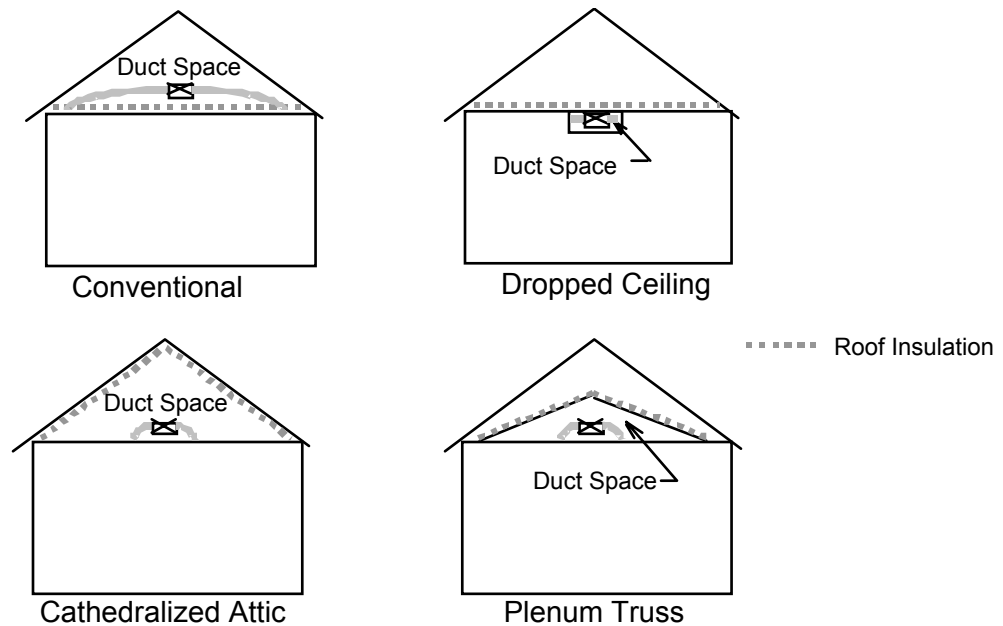 Duct Space
Conventional
Duct Space
Dropped Ceiling
Roof Insulation
Duct Space
Cathedralized Attic
Duct Space
Plenum Truss